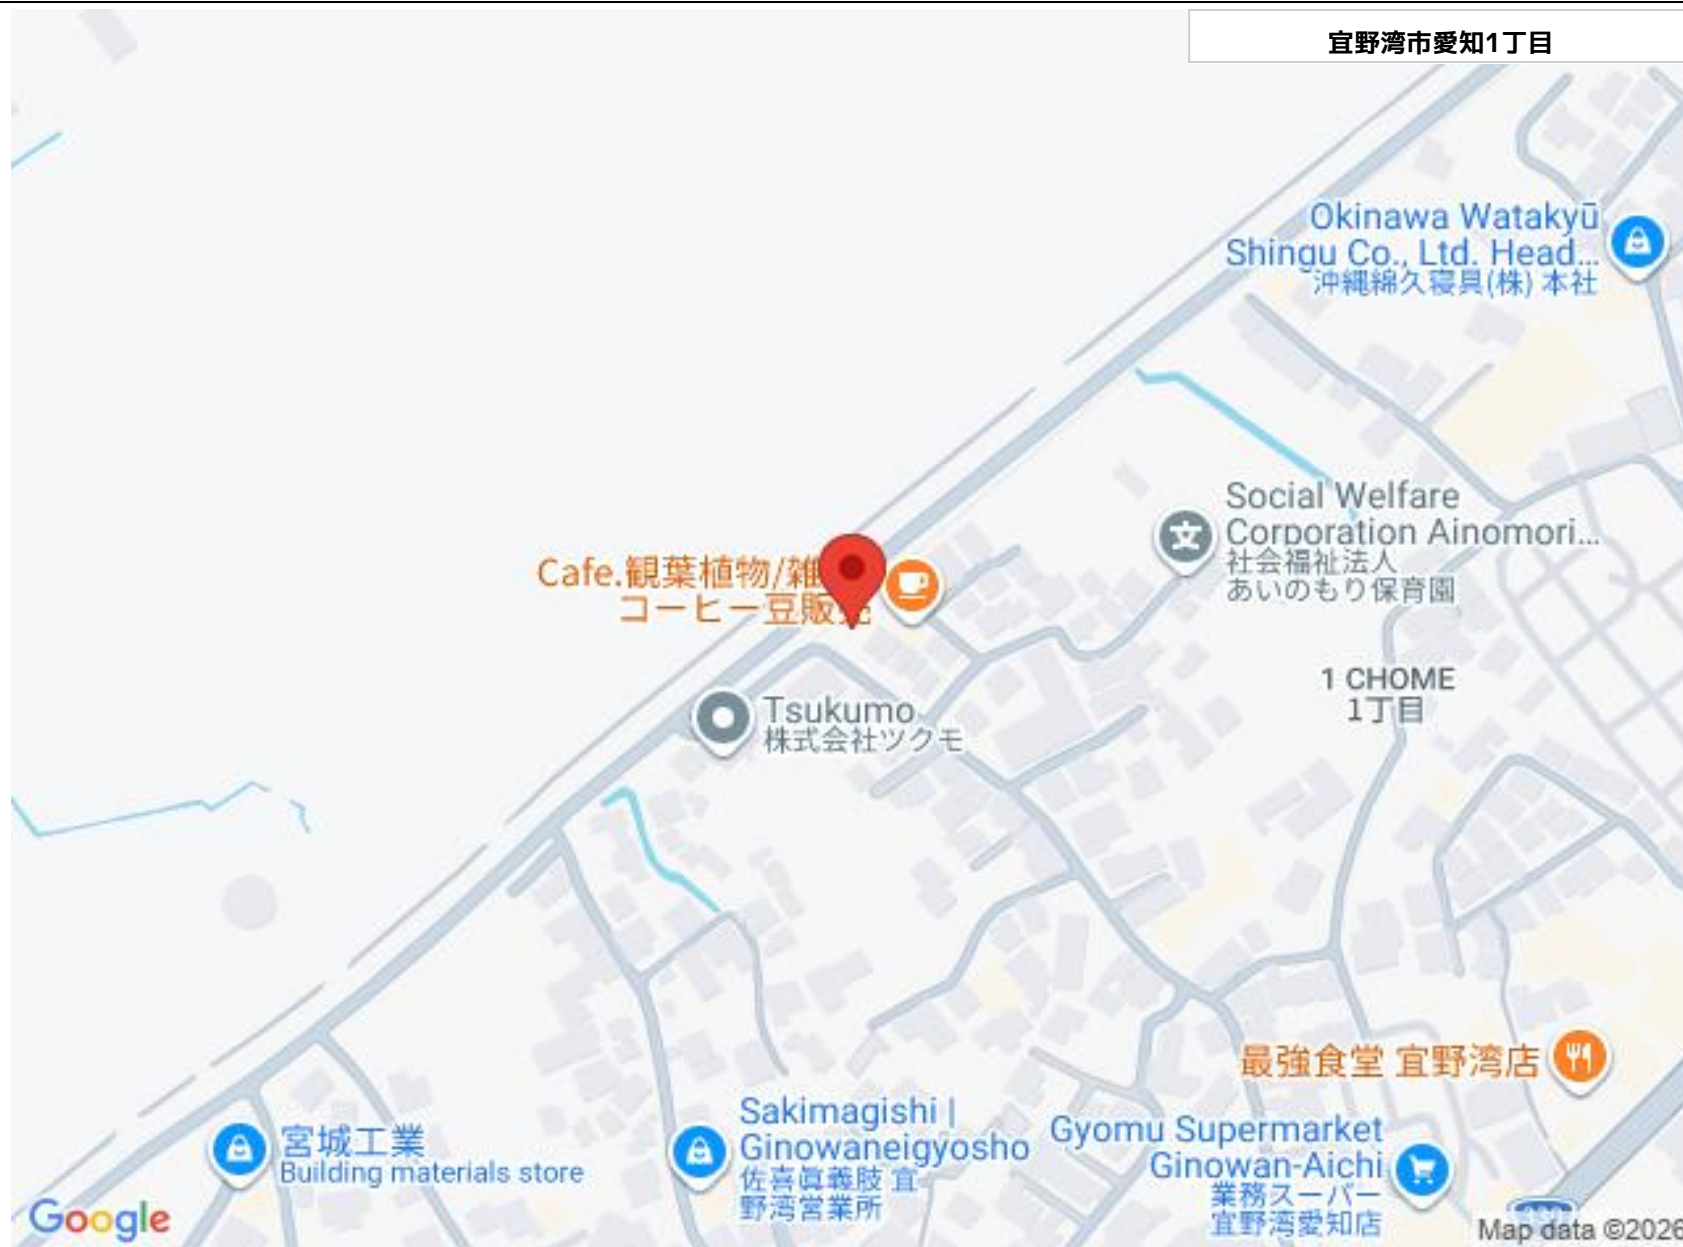 宜野湾市愛知1丁目
Okinawa Watakyū
Shingu Co., Ltd. Head...
沖縄綿久寝具(株) 本社
Social Welfare
Corporation Ainomori...
社会福祉法人
あいのもり保育園
Cafe.観葉植物/雑
コーヒー豆販売
1 CHOME
1丁目
Tsukumo
株式会社ツクモ
最強食堂 宜野湾店
宮城工業
Building materials store
Sakimagishi |
Ginowaneigyosho
佐喜眞義肢 宜
野湾営業所
Gyomu Supermarket
Ginowan-Aichi
業務スーパー
宜野湾愛知店
Google
Map data ©2026